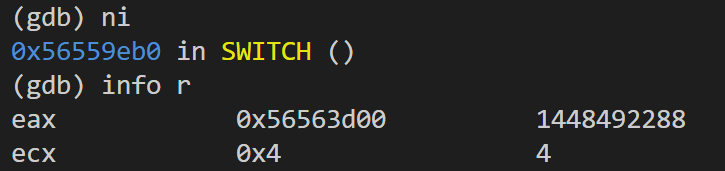 (gdb) ni
0x56559eb0 in SWITCH ()
(gdb) info r
eax 0x56563d00 1448492288
ecx 0x4 4